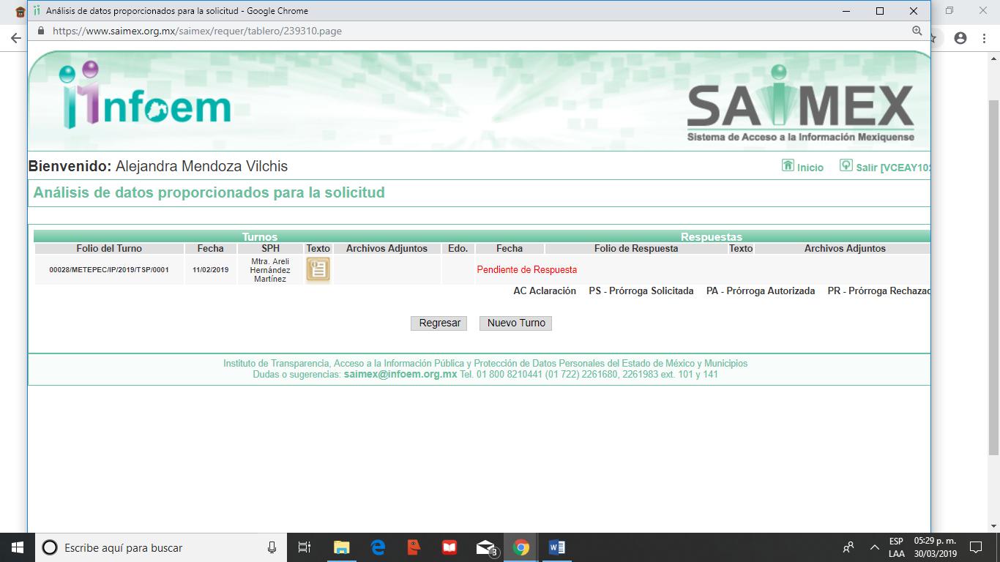 Análisis de datos proporcionados para la solicitud - Google Chrome
https://www.saimex.org.mx/saimex/requer/tablero/239310.page
infoem
SAIMEX
Sistema de Acceso a la Información Mexiquense
Bienvenido: Alejandra Mendoza Vilchis
Inicio Salir [VCEAY102
Análisis de datos proporcionados para la solicitud
Turnos Respuestas
Folio del Turno Fecha SPH Texto Archivos Adjuntos Edo. Fecha Folio de Respuesta Texto Archivos Adjuntos
00028/METEPEC/IP/2019/TSP/0001 11/02/2019 Mtra. Areli
Hernández
Martínez
Pendiente de Respuesta
AC Aclaración PS - Prórroga Solicitada PA - Prórroga Autorizada PR - Prórroga Rechazad
Regresar Nuevo Turno
Instituto de Transparencia, Acceso a la Información Pública y Protección de Datos Personales del Estado de México y Municipios
Dudas o sugerencias: saimex@infoem.org.mx Tel. 01 800 8210441 (01 722) 2261680, 2261983 ext. 101 y 141
Escribe aquí para buscar
3
ESP
LAA
05:29 p. m.
30/03/2019